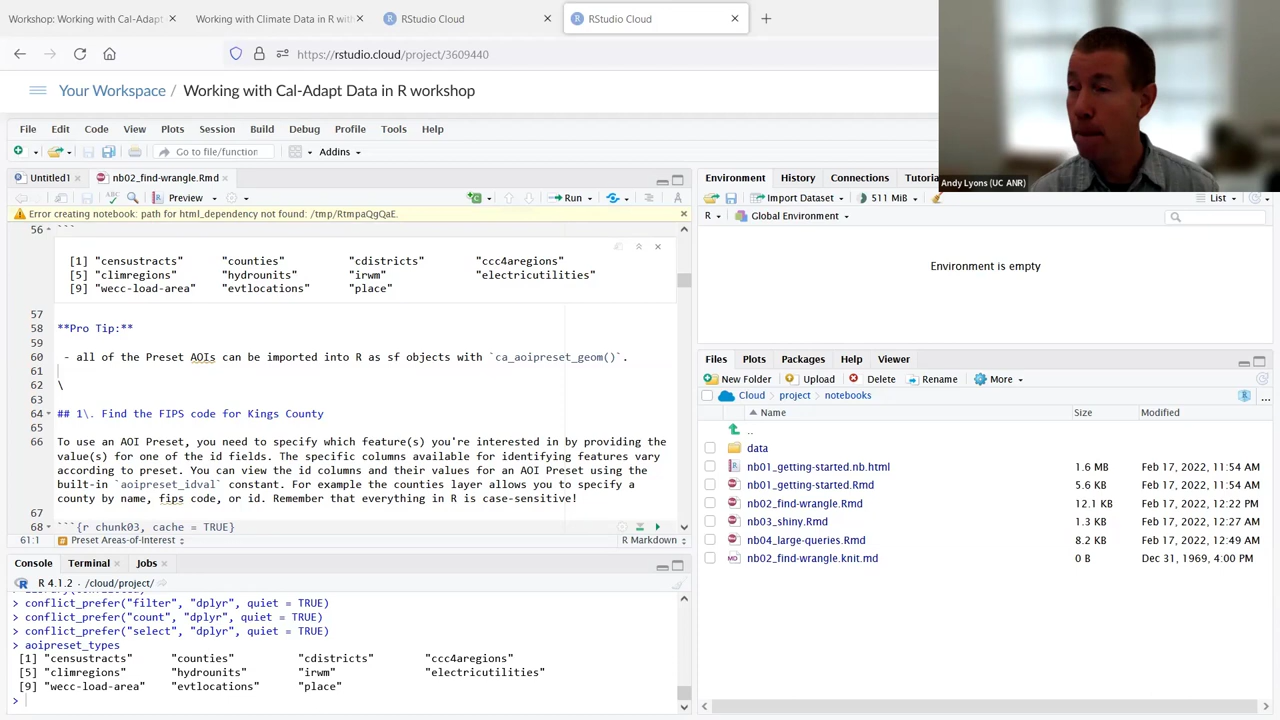 Workshop: Working with Cal-Adapt
Working with Climate Data in R wit
RStudio Cloud
RStudio Cloud
https://rstudio.cloud/project/3609440
Your Workspace / Working with Cal-Adapt Data in R workshop
File Edit Code View Plots Session Build Debug Profile Tools Help
Go to file/function
Addins
Untitled1
nb02_find-wrangle.Rmd
Preview
Run
Error creating notebook: path for html_dependency not found: /tmp/RtmpaQgQaE.
56 ```
[1] "censustracts" "counties" "cdistricts" "ccc4aregions"
[5] "climregions" "hydrounits" "irwm" "electricutilities"
[9] "wecc-load-area" "evtlocations" "place"
57
58 **Pro Tip:**
59
60 - all of the Preset AOIs can be imported into R as sf objects with `ca_aoipreset_geom()`.
61
62 \
63
64 ## 1\. Find the FIPS code for Kings County
65
66 To use an AOI Preset, you need to specify which feature(s) you're interested in by providing the
value(s) for one of the id fields. The specific columns available for identifying features vary
according to preset. You can view the id columns and their values for an AOI Preset using the
built-in `aoipreset_idval` constant. For example the counties layer allows you to specify a
county by name, fips code, or id. Remember that everything in R is case-sensitive!
67
68 ```{r chunk03, cache = TRUE}
61:1 Preset Areas-of-Interest R Markdown
Console Terminal Jobs
R 4.1.2 · /cloud/project/
> conflict_prefer("filter", "dplyr", quiet = TRUE)
> conflict_prefer("count", "dplyr", quiet = TRUE)
> conflict_prefer("select", "dplyr", quiet = TRUE)
> aoipreset_types
[1] "censustracts" "counties" "cdistricts" "ccc4aregions"
[5] "climregions" "hydrounits" "irwm" "electricutilities"
[9] "wecc-load-area" "evtlocations" "place"
>
Andy Lyons (UC ANR)
Environment History Connections Tutoria
Import Dataset 511 MiB List
R Global Environment
Environment is empty
Files Plots Packages Help Viewer
New Folder Upload Delete Rename More
Cloud project notebooks
Name Size Modified
..
data
nb01_getting-started.nb.html 1.6 MB Feb 17, 2022, 11:54 AM
nb01_getting-started.Rmd 5.6 KB Feb 17, 2022, 11:54 AM
nb02_find-wrangle.Rmd 12.1 KB Feb 17, 2022, 12:22 PM
nb03_shiny.Rmd 1.3 KB Feb 17, 2022, 12:27 AM
nb04_large-queries.Rmd 8.2 KB Feb 17, 2022, 12:49 AM
nb02_find-wrangle.knit.md 0 B Dec 31, 1969, 4:00 PM